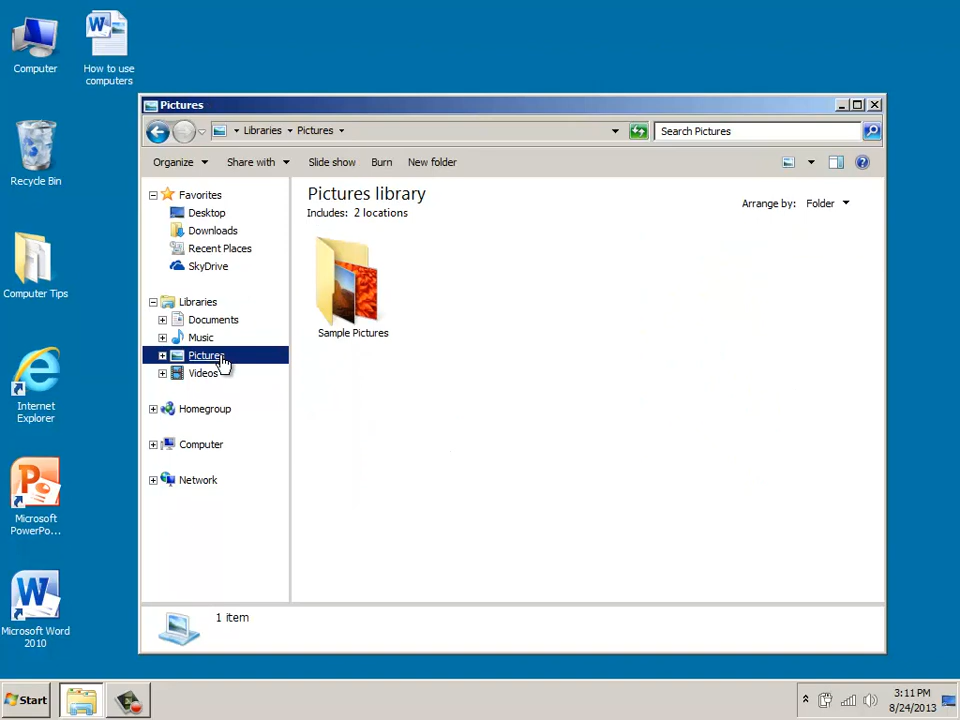 Computer
How to use
computers
Recycle Bin
Computer Tips
Internet
Explorer
Microsoft
PowerPo...
Microsoft Word
2010
Pictures
Libraries Pictures
Search Pictures
Organize Share with Slide show Burn New folder
Favorites
Desktop
Downloads
Recent Places
SkyDrive
Libraries
Documents
Music
Pictures
Videos
Homegroup
Computer
Network
Pictures library
Includes: 2 locations
Arrange by: Folder
Sample Pictures
1 item
Start
3:11 PM
8/24/2013